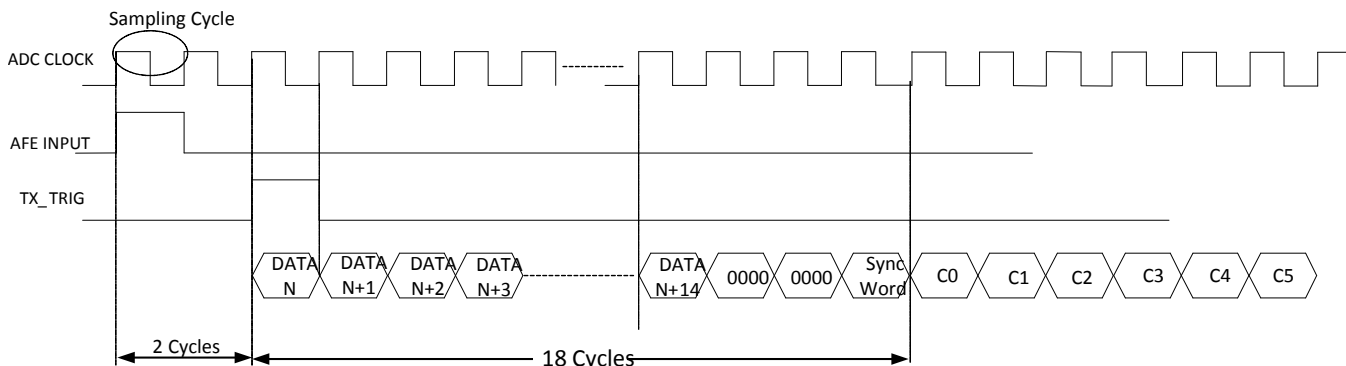 Sampling Cycle
ADC CLOCK
AFE INPUT
TX_TRIG
DATA N
DATA N+1
DATA N+2
DATA N+3
DATA N+14
0000
0000
Sync Word
C0
C1
C2
C3
C4
C5
2 Cycles
18 Cycles